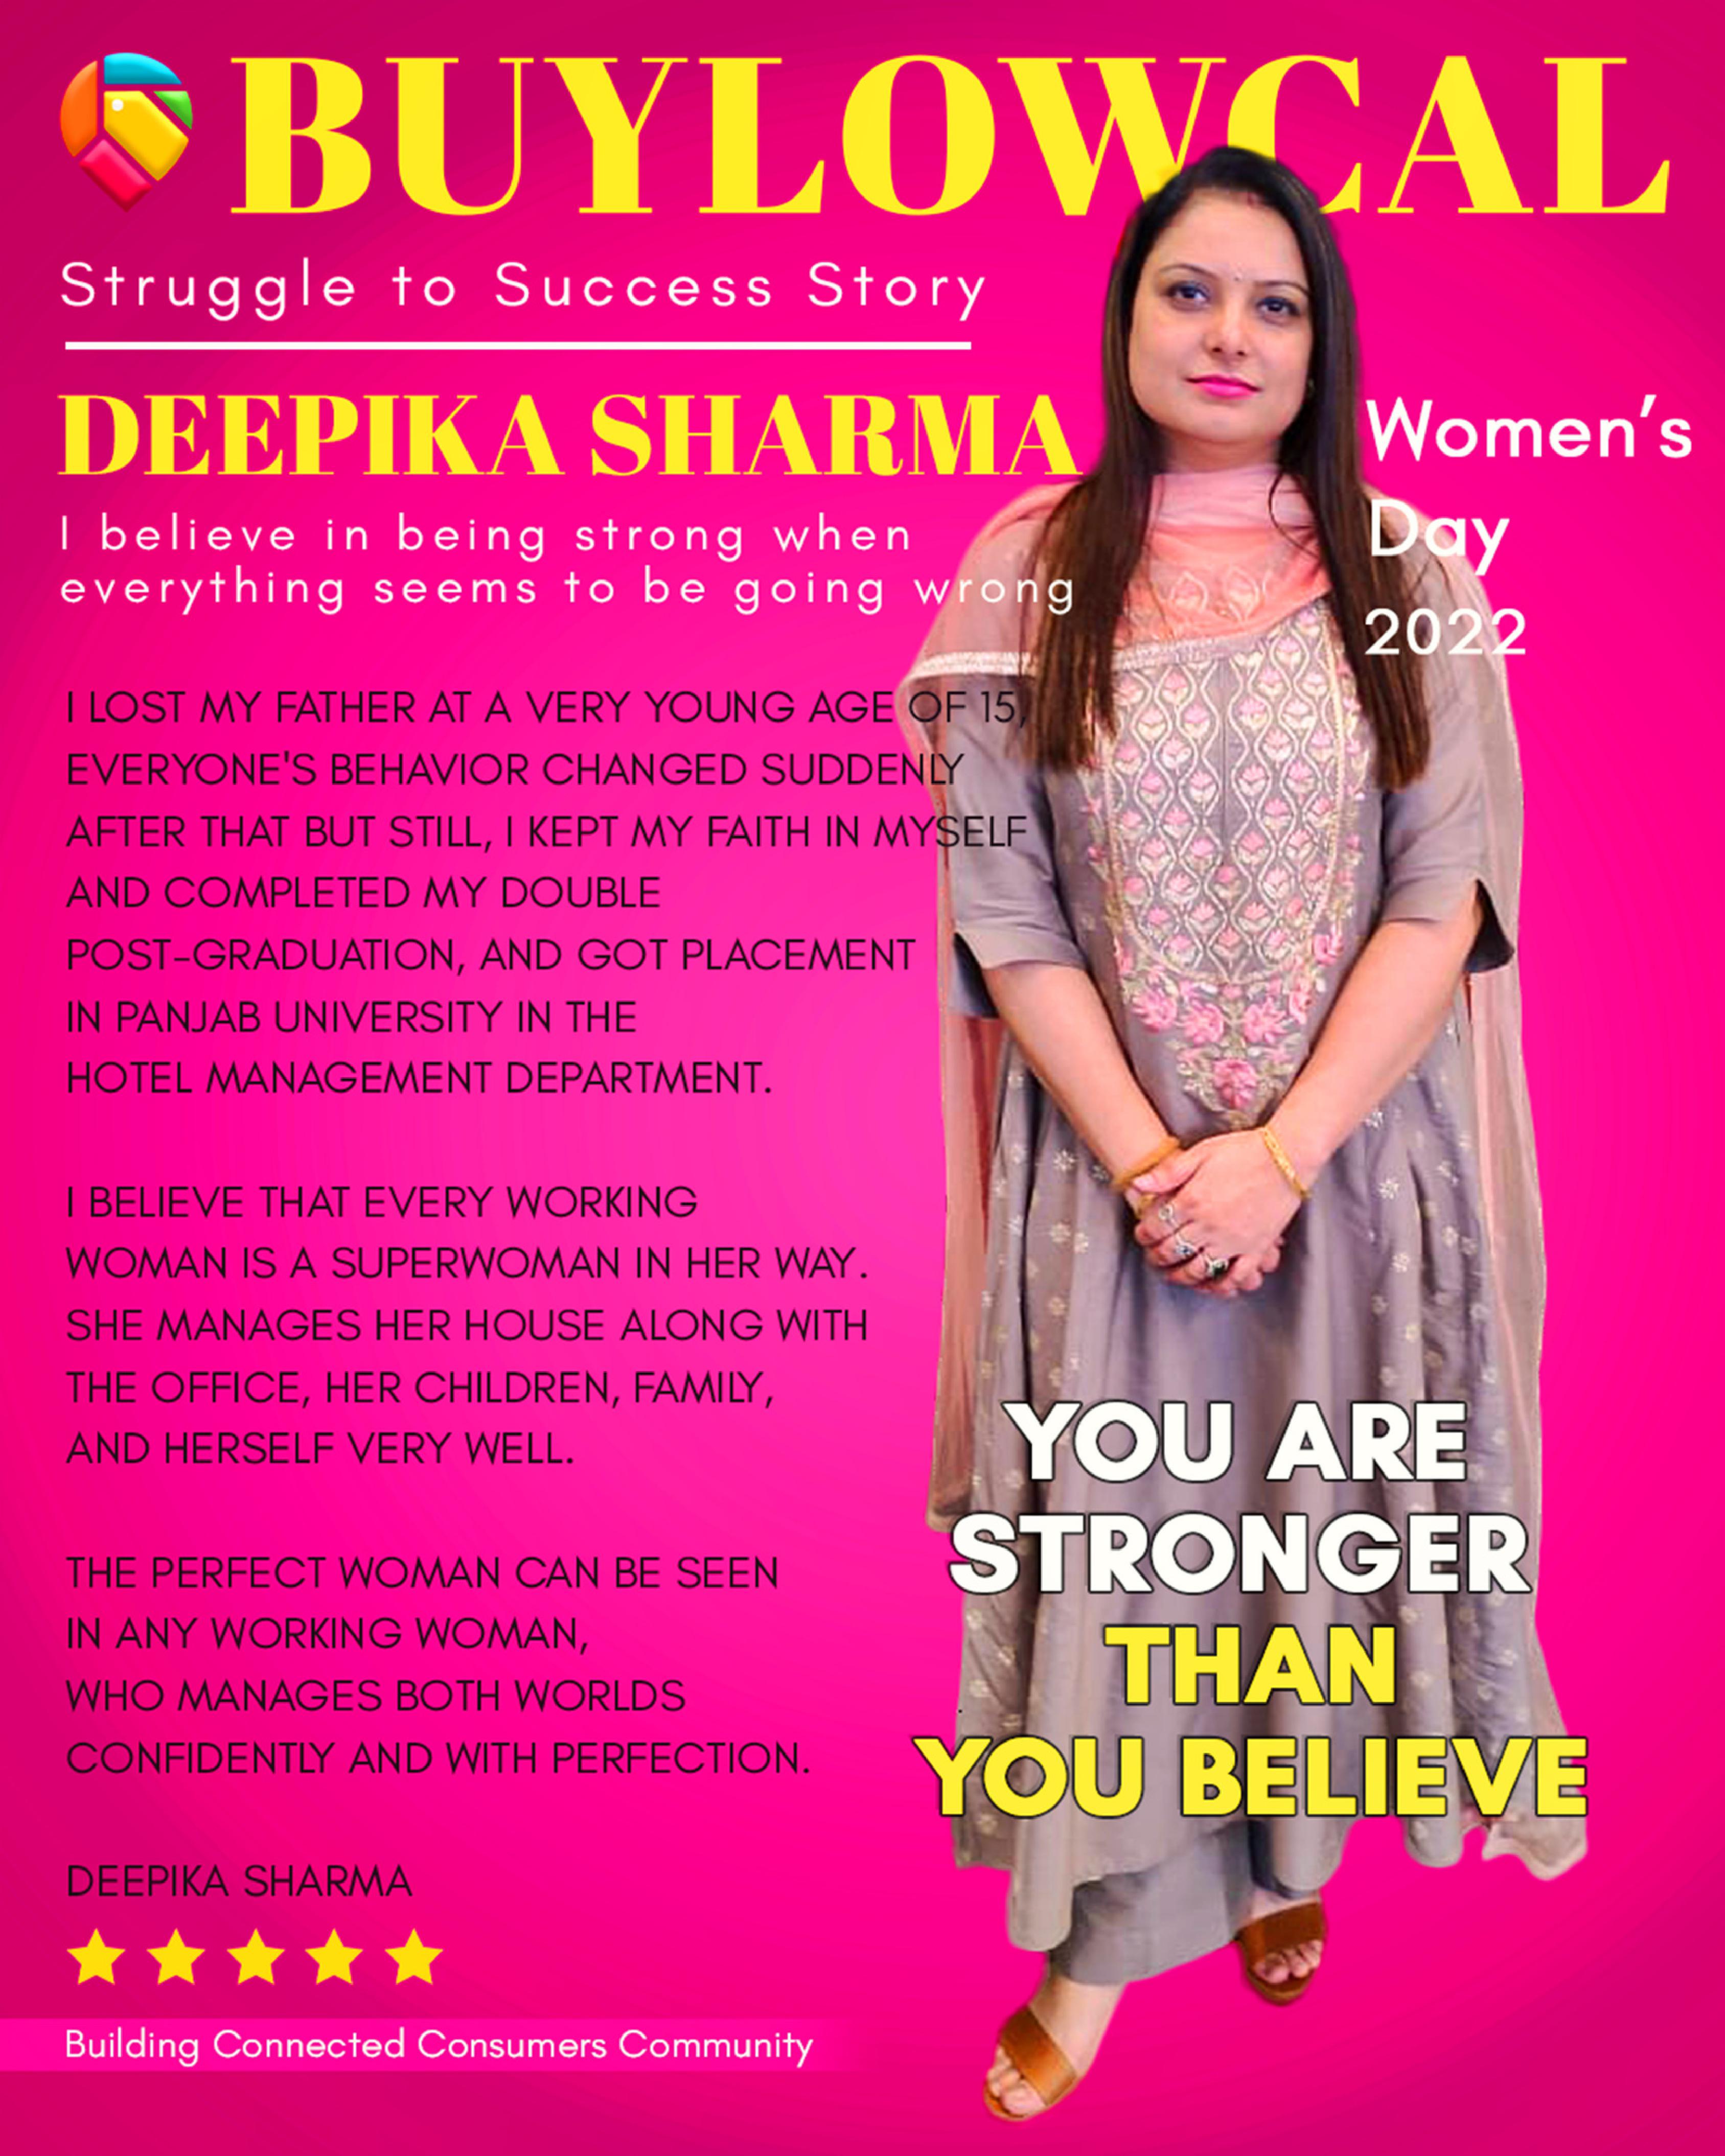 BUYLOWCAL
Struggle to Success Story
DEEPIKA SHARMA
I believe in being strong when
everything seems to be going wrong
Women's
Day
2022
I LOST MY FATHER AT A VERY YOUNG AGE OF 15,
EVERYONE'S BEHAVIOR CHANGED SUDDENLY
AFTER THAT BUT STILL, I KEPT MY FAITH IN MYSELF
AND COMPLETED MY DOUBLE
POST-GRADUATION, AND GOT PLACEMENT
IN PANJAB UNIVERSITY IN THE
HOTEL MANAGEMENT DEPARTMENT.
I BELIEVE THAT EVERY WORKING
WOMAN IS A SUPERWOMAN IN HER WAY.
SHE MANAGES HER HOUSE ALONG WITH
THE OFFICE, HER CHILDREN, FAMILY,
AND HERSELF VERY WELL.
THE PERFECT WOMAN CAN BE SEEN
IN ANY WORKING WOMAN,
WHO MANAGES BOTH WORLDS
CONFIDENTLY AND WITH PERFECTION.
DEEPIKA SHARMA
YOU ARE
STRONGER
THAN
YOU BELIEVE
Building Connected Consumers Community